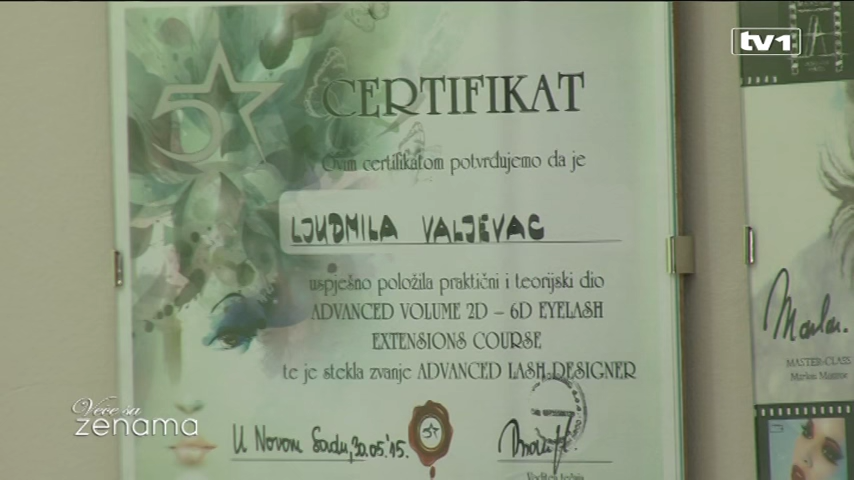 tv1
5
CERTIFIKAT
Ovim certifikatom potvrđujemo da je
LJUDMILA VALJEVAC
uspješno položila praktični i teorijski dio
ADVANCED VOLUME 2D – 6D EYELASH
EXTENSIONS COURSE
te je stekla zvanje ADVANCED LASH DESIGNER
U Novom Sadu, 30.05.'15.
5
MASTER-CLASS
Veče sa
ženama